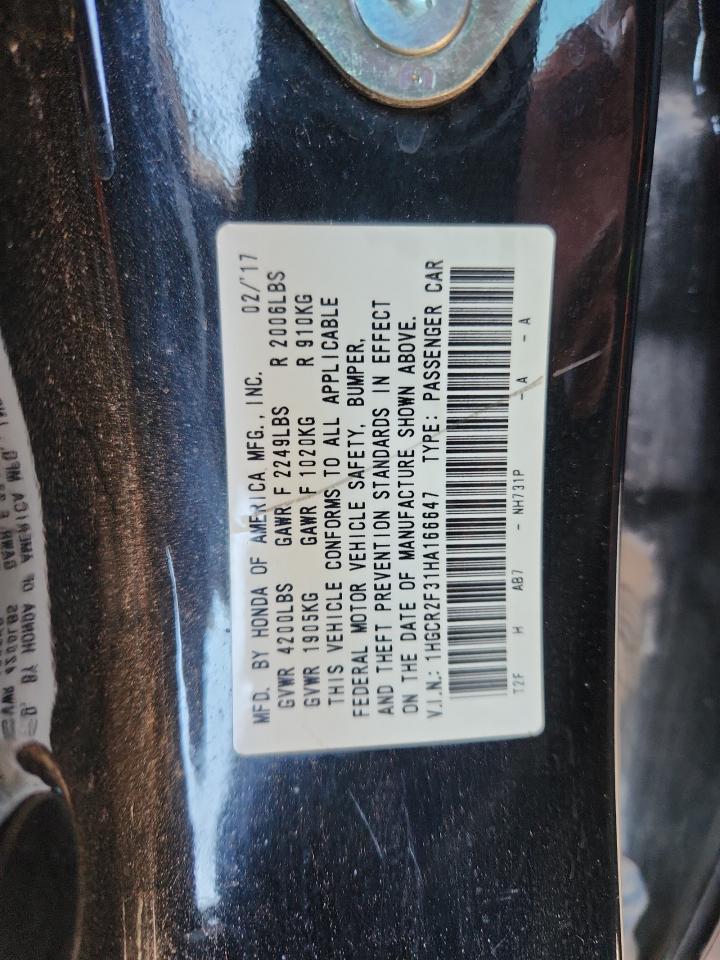 MFD. BY HONDA OF AMERICA MFG., INC. 02/'17
GVWR 4200LBS GAWR F 2249LBS R 2006LBS
GVWR 1905KG GAWR F 1020KG R 910KG
THIS VEHICLE CONFORMS TO ALL APPLICABLE
FEDERAL MOTOR VEHICLE SAFETY, BUMPER,
AND THEFT PREVENTION STANDARDS IN EFFECT
ON THE DATE OF MANUFACTURE SHOWN ABOVE.
V.I.N.: 1HGCR2F31HA166647 TYPE: PASSENGER CAR
T2F H AB7 - NH731P - A - A